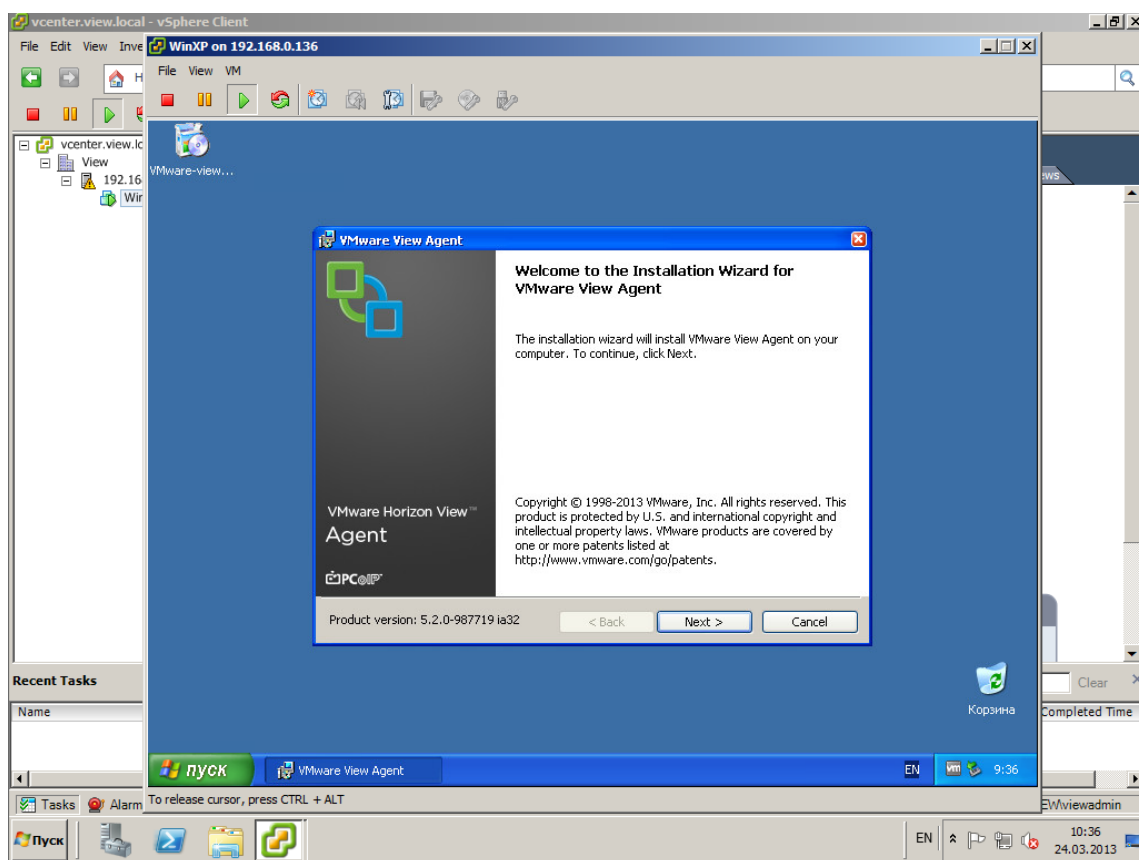 vcenter.view.local - vSphere Client
File Edit View
WinXP on 192.168.0.136
File View VM
vcenter.view.lc
View
192.16
VMware-view...
VMware View Agent
Welcome to the Installation Wizard for
VMware View Agent
The installation wizard will install VMware View Agent on your
computer. To continue, click Next.
VMware Horizon View™
Agent
PCoIP
Copyright © 1998-2013 VMware, Inc. All rights reserved. This
product is protected by U.S. and international copyright and
intellectual property laws. VMware products are covered by
one or more patents listed at
http://www.vmware.com/go/patents.
Product version: 5.2.0-987719 ia32
< Back
Next >
Cancel
Корзина
Recent Tasks
Clear
Name
Completed Time
пуск
VMware View Agent
EN
vm
9:36
Tasks
Alarm
To release cursor, press CTRL + ALT
EW\viewadmin
Пуск
EN
10:36
24.03.2013